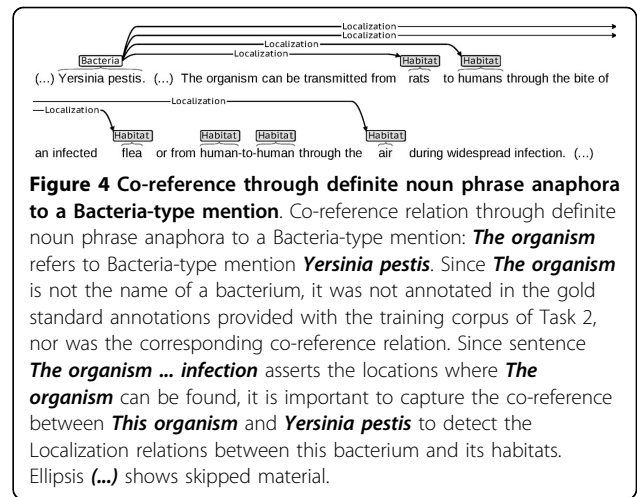 Localization
Localization
Localization
Localization
Bacteria Habitat Habitat
(...) Yersinia pestis. (...) The organism can be transmitted from rats to humans through the bite of
Localization
Localization
Habitat Habitat Habitat Habitat
an infected flea or from human-to-human through the air during widespread infection. (...)
Figure 4 Co-reference through definite noun phrase anaphora
to a Bacteria-type mention. Co-reference relation through definite
noun phrase anaphora to a Bacteria-type mention: The organism
refers to Bacteria-type mention Yersinia pestis. Since The organism
is not the name of a bacterium, it was not annotated in the gold
standard annotations provided with the training corpus of Task 2,
nor was the corresponding co-reference relation. Since sentence
The organism ... infection asserts the locations where The
organism can be found, it is important to capture the co-reference
between This organism and Yersinia pestis to detect the
Localization relations between this bacterium and its habitats.
Ellipsis (...) shows skipped material.